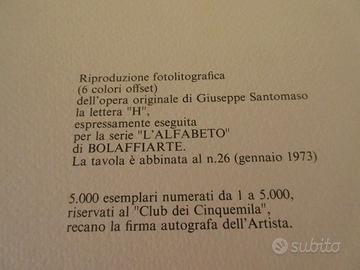 Riproduzione fotolitografica
(6 colori offset)
dell'opera originale di Giuseppe Santomaso
la lettera "H",
espressamente eseguita
per la serie "L'ALFABETO"
di BOLAFFIARTE.
La tavola è abbinata al n.26 (gennaio 1973)
5.000 esemplari numerati da 1 a 5.000,
riservati al "Club dei Cinquemila",
recano la firma autografa dell'Artista.
subito